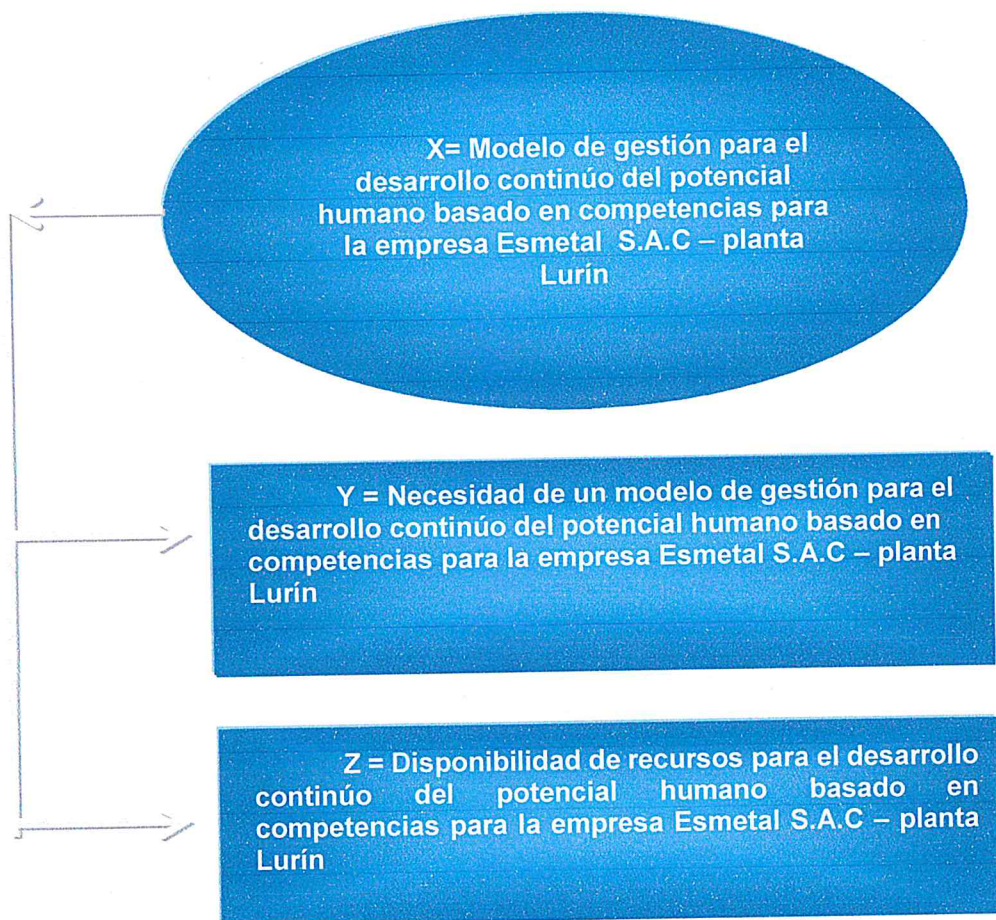 X= Modelo de gestión para el
desarrollo continúo del potencial
humano basado en competencias para
la empresa Esmetal S.A.C – planta
Lurín
Y = Necesidad de un modelo de gestión para el
desarrollo continúo del potencial humano basado en
competencias para la empresa Esmetal S.A.C – planta
Lurín
Z = Disponibilidad de recursos para el desarrollo
continúo del potencial humano basado en
competencias para la empresa Esmetal S.A.C – planta
Lurín